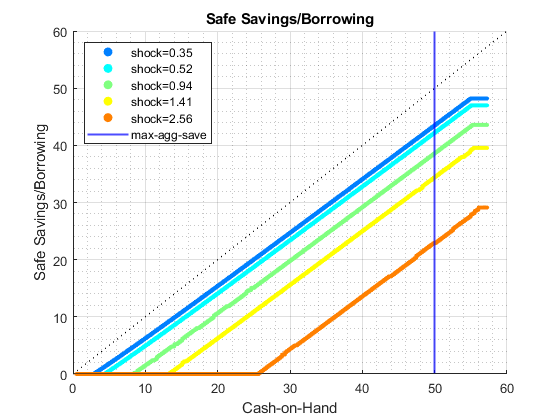 Safe Savings/Borrowing
60
50
40
30
20
10
0
Safe Savings/Borrowing
shock=0.35
shock=0.52
shock=0.94
shock=1.41
shock=2.56
max-agg-save
0 10 20 30 40 50 60
Cash-on-Hand